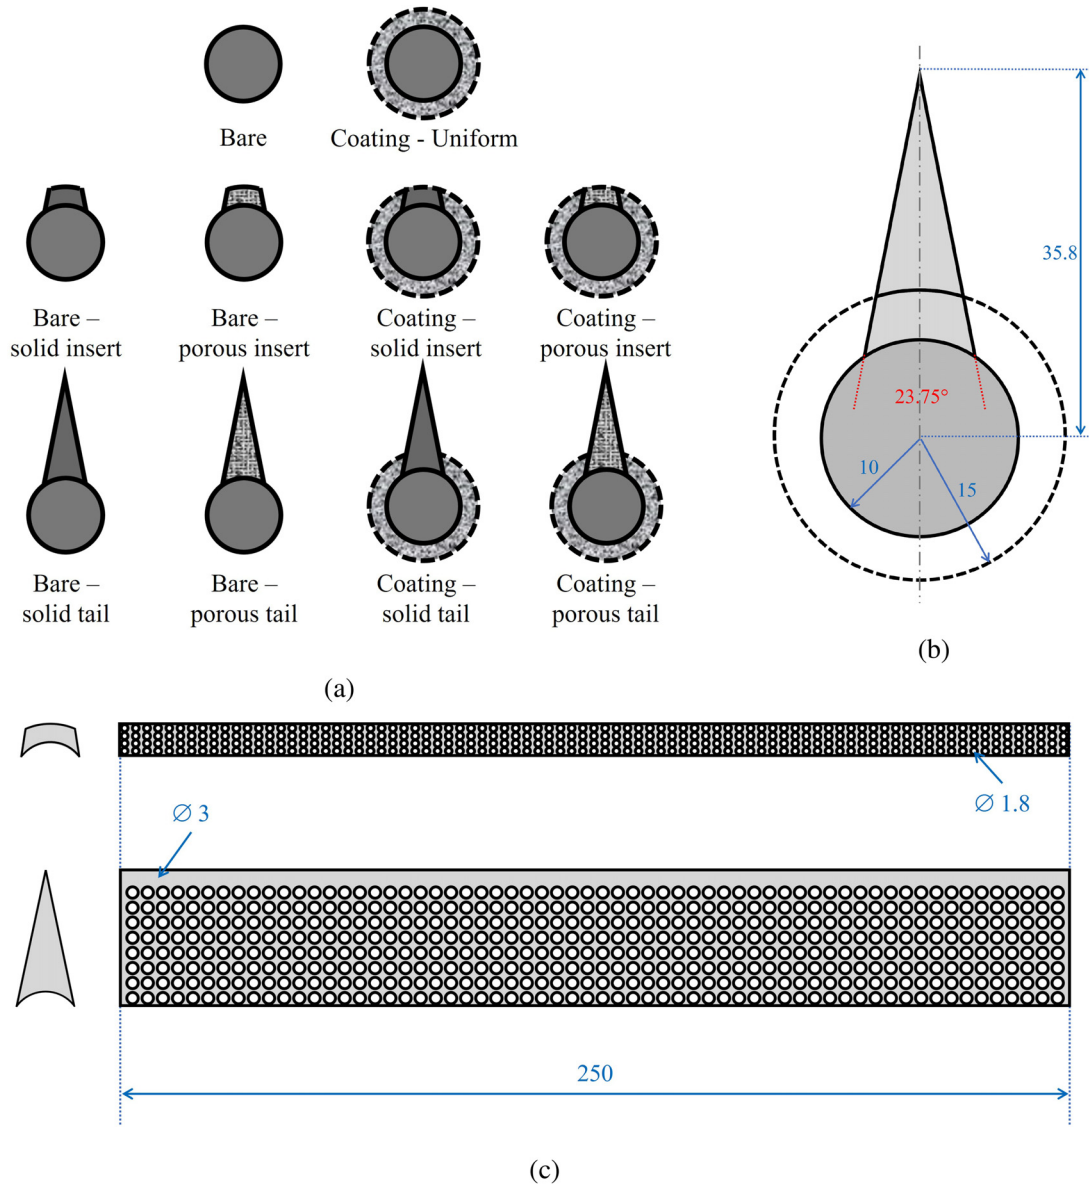 Bare
Coating - Uniform
Bare –
solid insert
Bare –
porous insert
Coating –
solid insert
Coating –
porous insert
Bare –
solid tail
Bare –
porous tail
Coating –
solid tail
Coating –
porous tail
(a)
35.8
23.75°
10
15
(b)
∅ 1.8
∅ 3
250
(c)